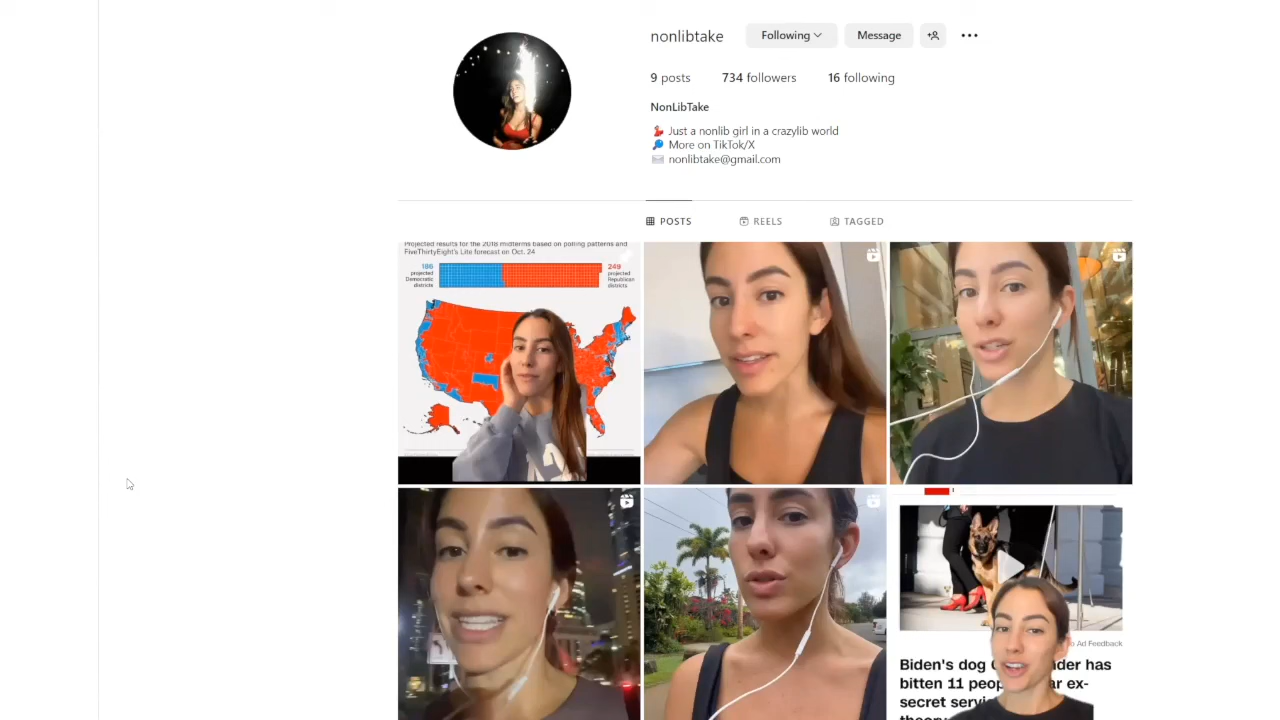 nonlibtake
Following
Message
9 posts
734 followers
16 following
NonLibTake
Just a nonlib girl in a crazylib world
More on TikTok/X
nonlibtake@gmail.com
POSTS
REELS
TAGGED
Projected results for the 2018 midterms based on polling patterns and
FiveThirtyEight's Lite forecast on Oct. 24
186
projected
Democratic
districts
249
projected
Republican
districts
Ad Feedback
Biden's dog
bitten 11
secret